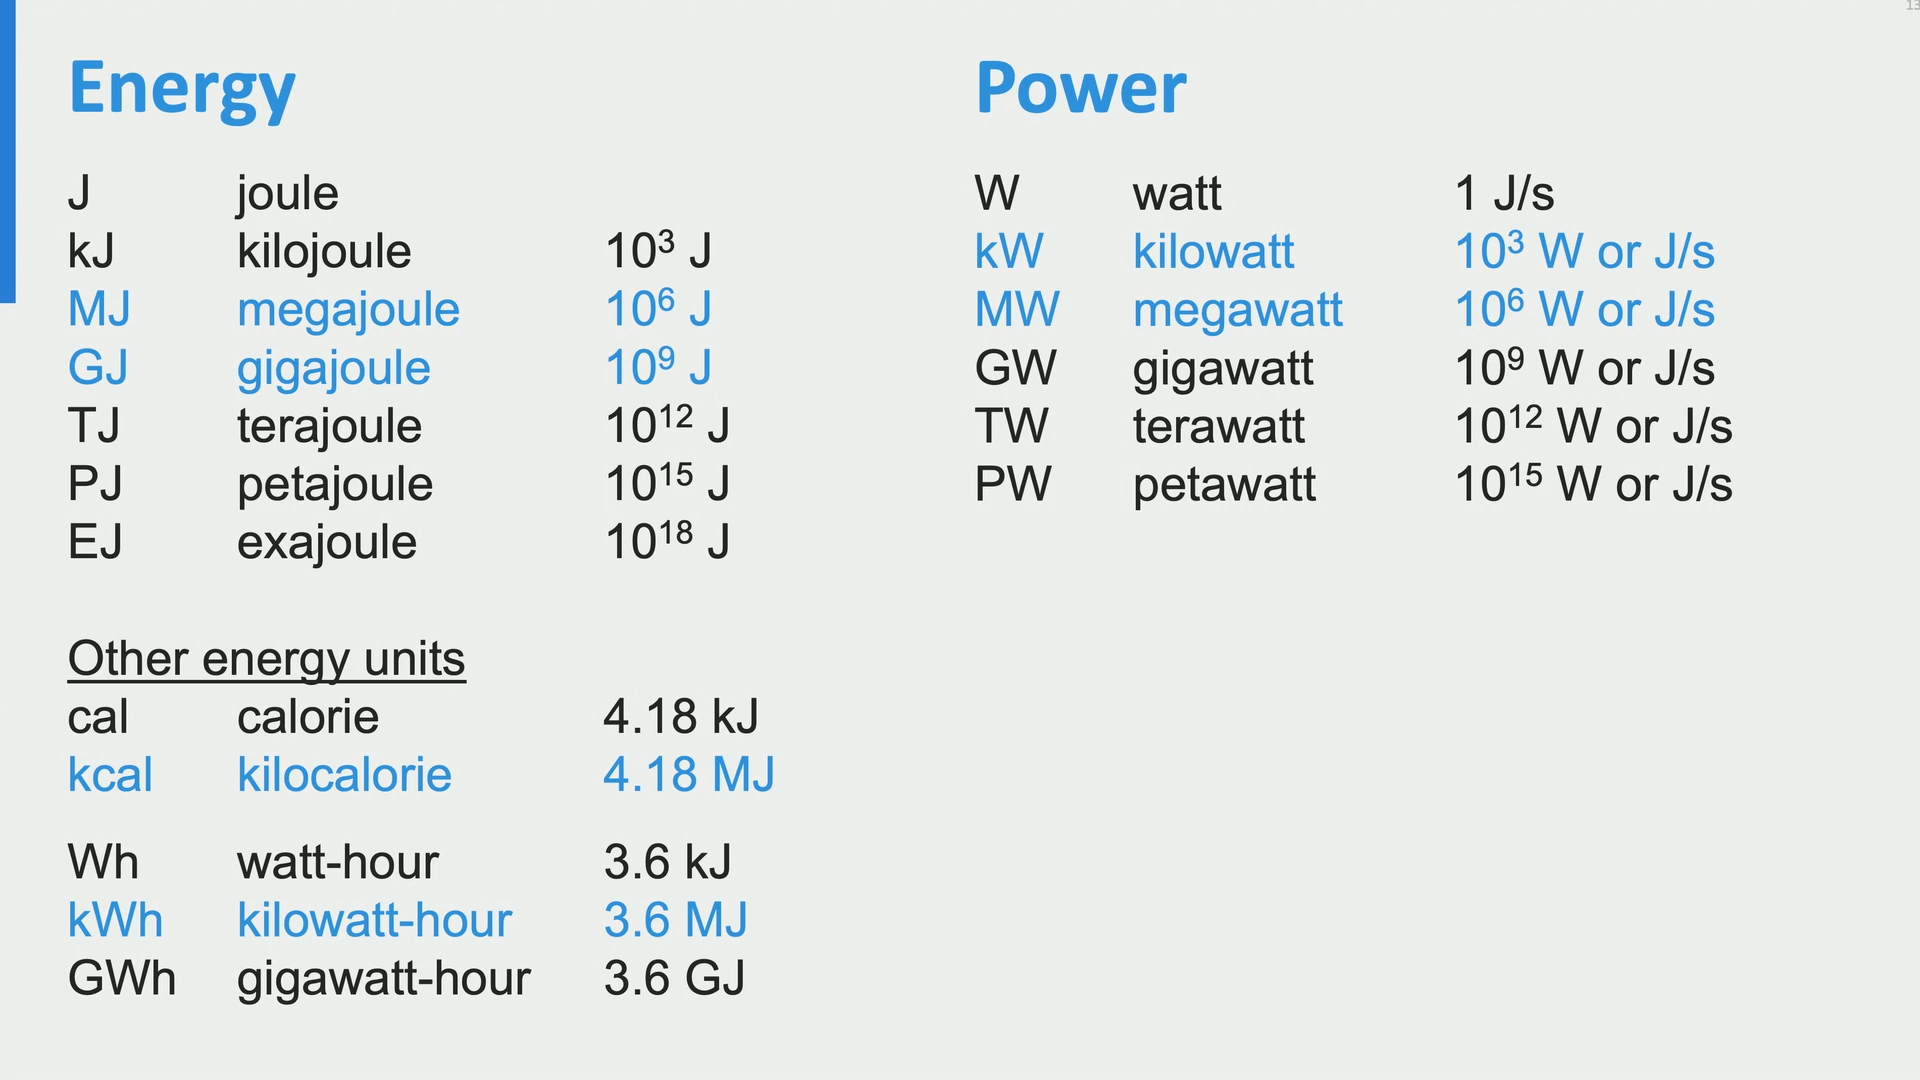 13
Energy
J joule
kJ kilojoule 10³ J
MJ megajoule 10⁶ J
GJ gigajoule 10⁹ J
TJ terajoule 10¹² J
PJ petajoule 10¹⁵ J
EJ exajoule 10¹⁸ J
Other energy units
cal calorie 4.18 kJ
kcal kilocalorie 4.18 MJ
Wh watt-hour 3.6 kJ
kWh kilowatt-hour 3.6 MJ
GWh gigawatt-hour 3.6 GJ
Power
W watt 1 J/s
kW kilowatt 10³ W or J/s
MW megawatt 10⁶ W or J/s
GW gigawatt 10⁹ W or J/s
TW terawatt 10¹² W or J/s
PW petawatt 10¹⁵ W or J/s